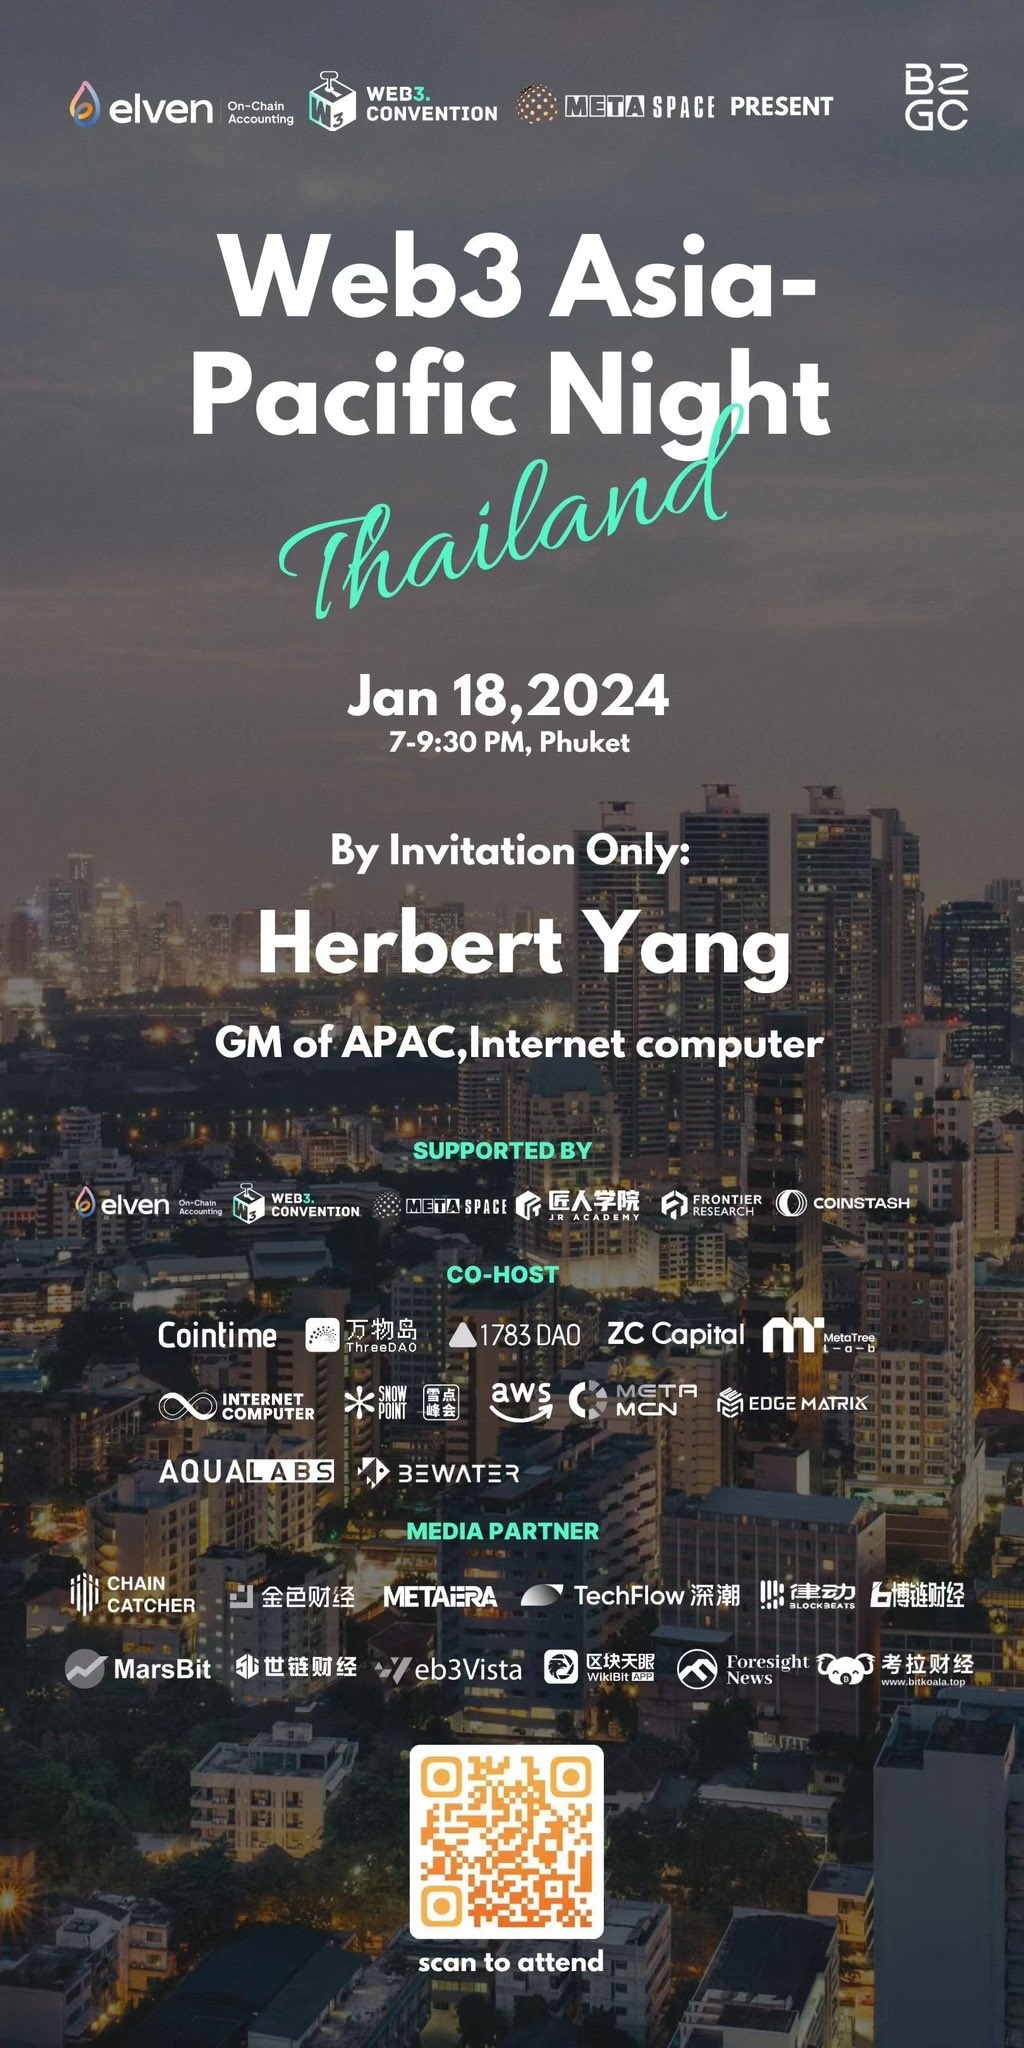 elven On-Chain Accounting WEB3. CONVENTION META SPACE PRESENT B2GC
Web3 Asia-
Pacific Night
Thailand
Jan 18,2024
7-9:30 PM, Phuket
By Invitation Only:
Herbert Yang
GM of APAC,Internet computer
SUPPORTED BY
elven On-Chain Accounting WEB3. CONVENTION META SPACE 匠人学院 JR ACADEMY FRONTIER RESEARCH COINSTASH
CO-HOST
Cointime 万物岛 ThreeDAO 1783 DAO ZC Capital MetaTree L-a-b
INTERNET COMPUTER SNOW POINT 雪点峰会 aws META MCN EDGE MATRIX
AQUALABS BEWATER
MEDIA PARTNER
CHAIN CATCHER 金色财经 METAERA TechFlow 深潮 律动 BLOCKBEATS 博链财经
MarsBit 世链财经 eb3Vista 区块天眼 WikiBit APP Foresight News 考拉财经 www.bitkoala.top
scan to attend